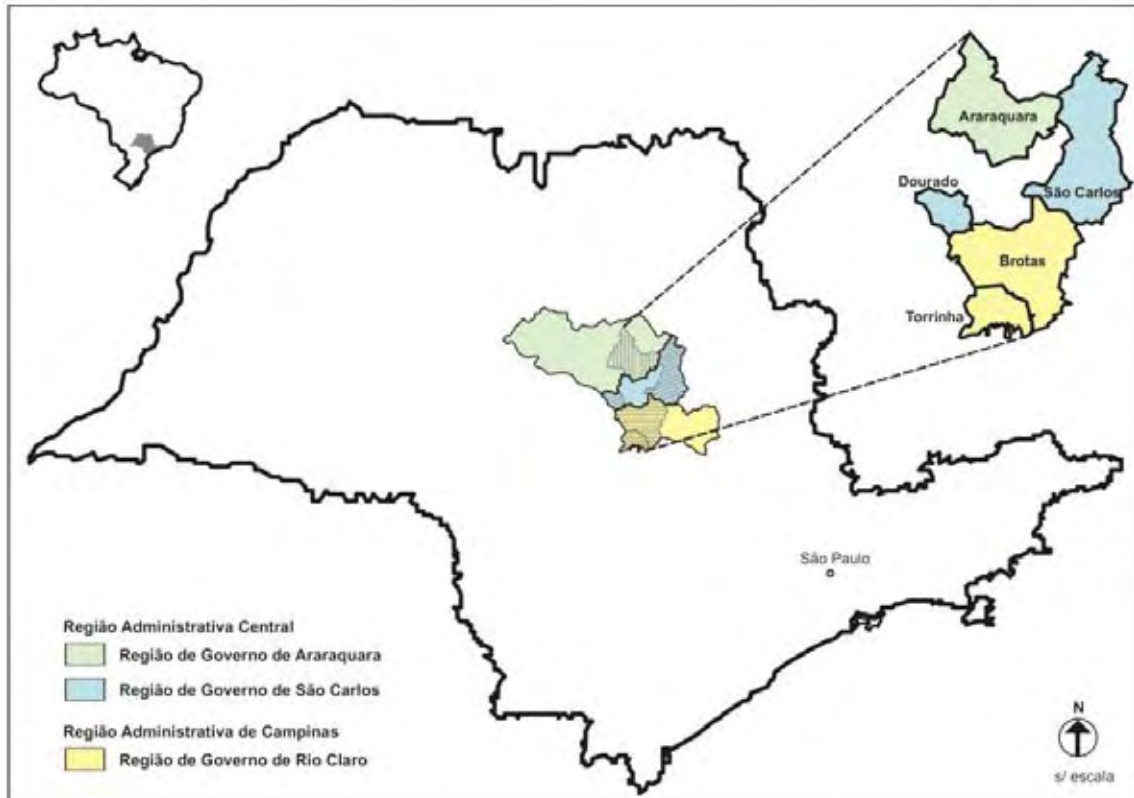 Araraquara
Dourado
São Carlos
Brotas
Torrinha
São Paulo
Região Administrativa Central
Região de Governo de Araraquara
Região de Governo de São Carlos
Região Administrativa de Campinas
Região de Governo de Rio Claro
N
s/ escala